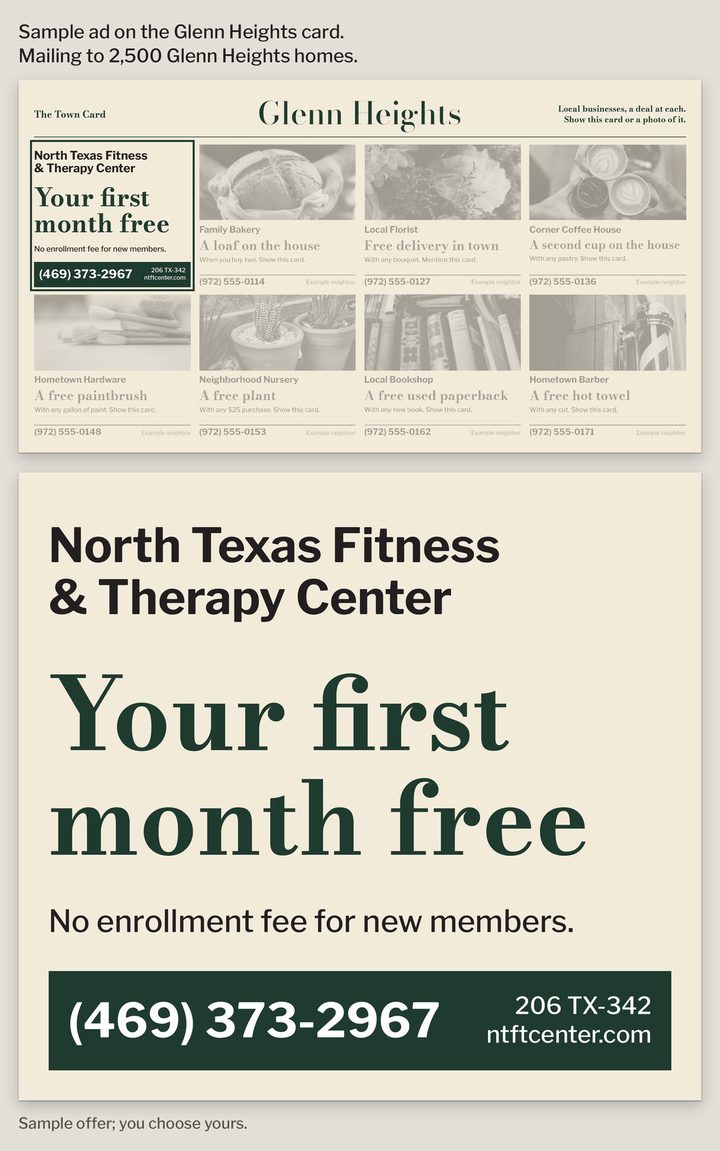 Sample ad on the Glenn Heights card.
Mailing to 2,500 Glenn Heights homes.
The Town Card
Glenn Heights
Local businesses, a deal at each.
Show this card or a photo of it.
North Texas Fitness
& Therapy Center
Your first
month free
No enrollment fee for new members.
(469) 373-2967
206 TX-342
ntftcenter.com
Family Bakery
A loaf on the house
When you buy two. Show this card.
(972) 555-0114
Local Florist
Free delivery in town
With any bouquet. Mention this card.
(972) 555-0127
Corner Coffee House
A second cup on the house
With any pastry. Show this card.
(972) 555-0136 Example neighbor
Hometown Hardware
A free paintbrush
With any gallon of paint. Show this card.
(972) 555-0148 Example neighbor
Neighborhood Nursery
A free plant
With any $25 purchase. Show this card.
(972) 555-0153 Example neighbor
Local Bookshop
A free used paperback
With any new book. Show this card.
(972) 555-0162 Example neighbor
Hometown Barber
A free hot towel
With any cut. Show this card.
(972) 555-0171 Example neighbor
North Texas Fitness
& Therapy Center
Your first
month free
No enrollment fee for new members.
(469) 373-2967
206 TX-342
ntftcenter.com
Sample offer; you choose yours.